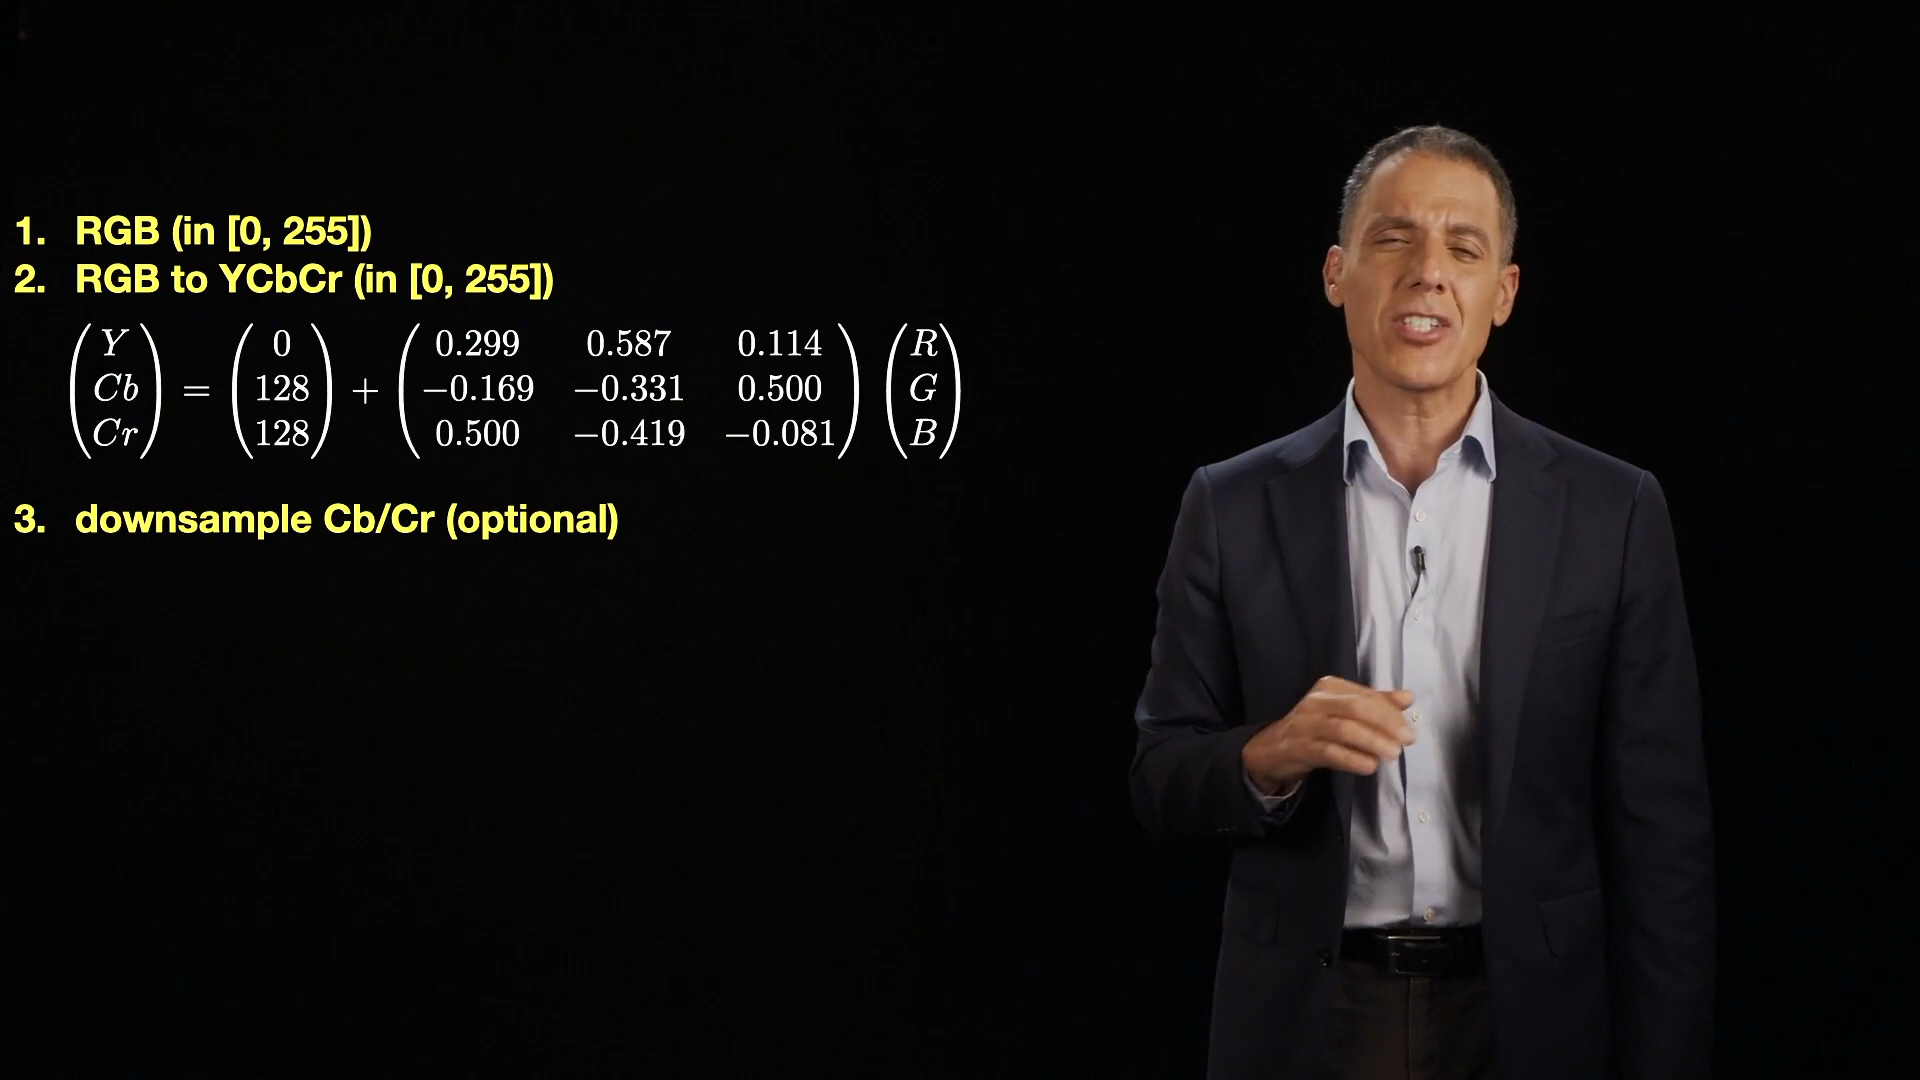 1. RGB (in [0, 255])
2. RGB to YCbCr (in [0, 255])
(Y Cb Cr) = (0 128 128) + (0.299 0.587 0.114 −0.169 −0.331 0.500 0.500 −0.419 −0.081) (R G B)
3. downsample Cb/Cr (optional)